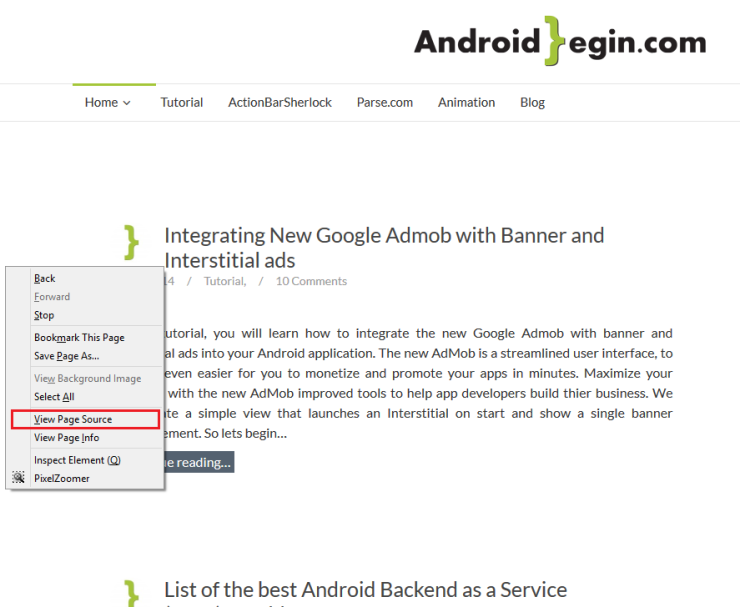 Android}egin.com
Home Tutorial ActionBarSherlock Parse.com Animation Blog
Integrating New Google Admob with Banner and
Interstitial ads
14 / Tutorial, / 10 Comments
utorial, you will learn how to integrate the new Google Admob with banner and
al ads into your Android application. The new AdMob is a streamlined user interface, to
even easier for you to monetize and promote your apps in minutes. Maximize your
with the new AdMob improved tools to help app developers build thier business. We
te a simple view that launches an Interstitial on start and show a single banner
ement. So lets begin...
e reading...
Back
Forward
Stop
Bookmark This Page
Save Page As...
View Background Image
Select All
View Page Source
View Page Info
Inspect Element (Q)
PixelZoomer
List of the best Android Backend as a Service